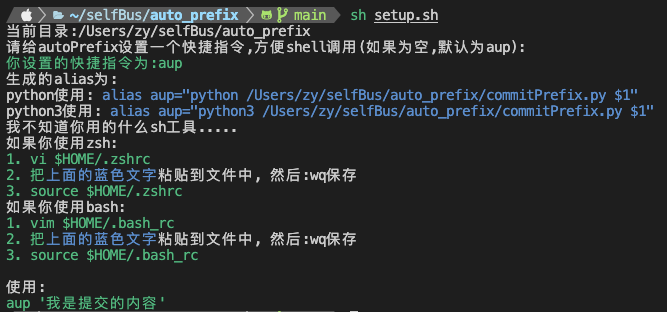 ~/selfBus/auto_prefix main sh setup.sh
当前目录:/Users/zy/selfBus/auto_prefix
请给autoPrefix设置一个快捷指令,方便shell调用(如果为空,默认为aup):
你设置的快捷指令为:aup
生成的alias为:
python使用: alias aup="python /Users/zy/selfBus/auto_prefix/commitPrefix.py $1"
python3使用: alias aup="python3 /Users/zy/selfBus/auto_prefix/commitPrefix.py $1"
我不知道你用的什么sh工具.....
如果你使用zsh:
1. vi $HOME/.zshrc
2. 把上面的蓝色文字粘贴到文件中, 然后:wq保存
3. source $HOME/.zshrc
如果你使用bash:
1. vim $HOME/.bash_rc
2. 把上面的蓝色文字粘贴到文件中, 然后:wq保存
3. source $HOME/.bash_rc
使用:
aup '我是提交的内容'